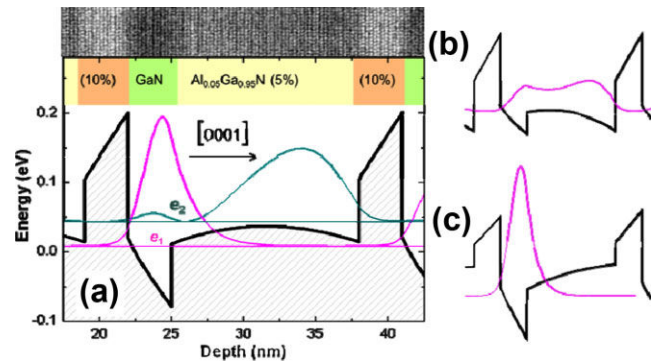 (10%) GaN Al0.05Ga0.95N (5%) (10%)
(b)
0.2
[0001]
0.1
Energy (eV)
e2
(c)
0.0
e1
(a)
-0.1
20 25 30 35 40
Depth (nm)